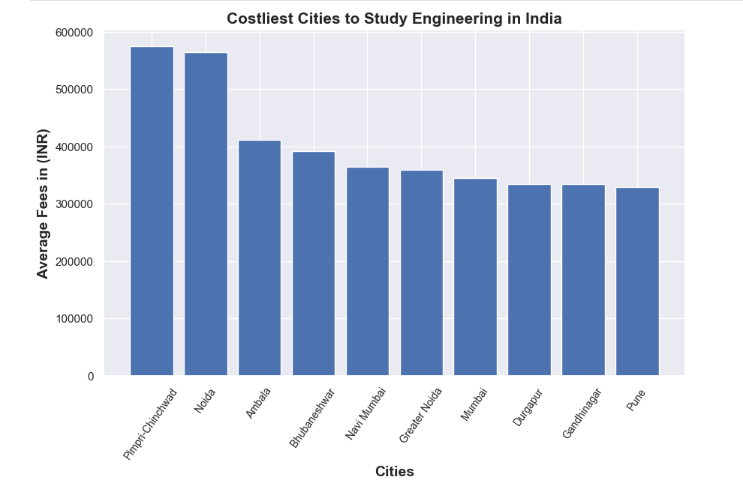 Costliest Cities to Study Engineering in India
Average Fees in (INR)
600000
500000
400000
300000
200000
100000
0
Pimpri-Chinchwad
Noida
Ambala
Bhubaneshwar
Navi Mumbai
Greater Noida
Mumbai
Durgapur
Gandhinagar
Pune
Cities